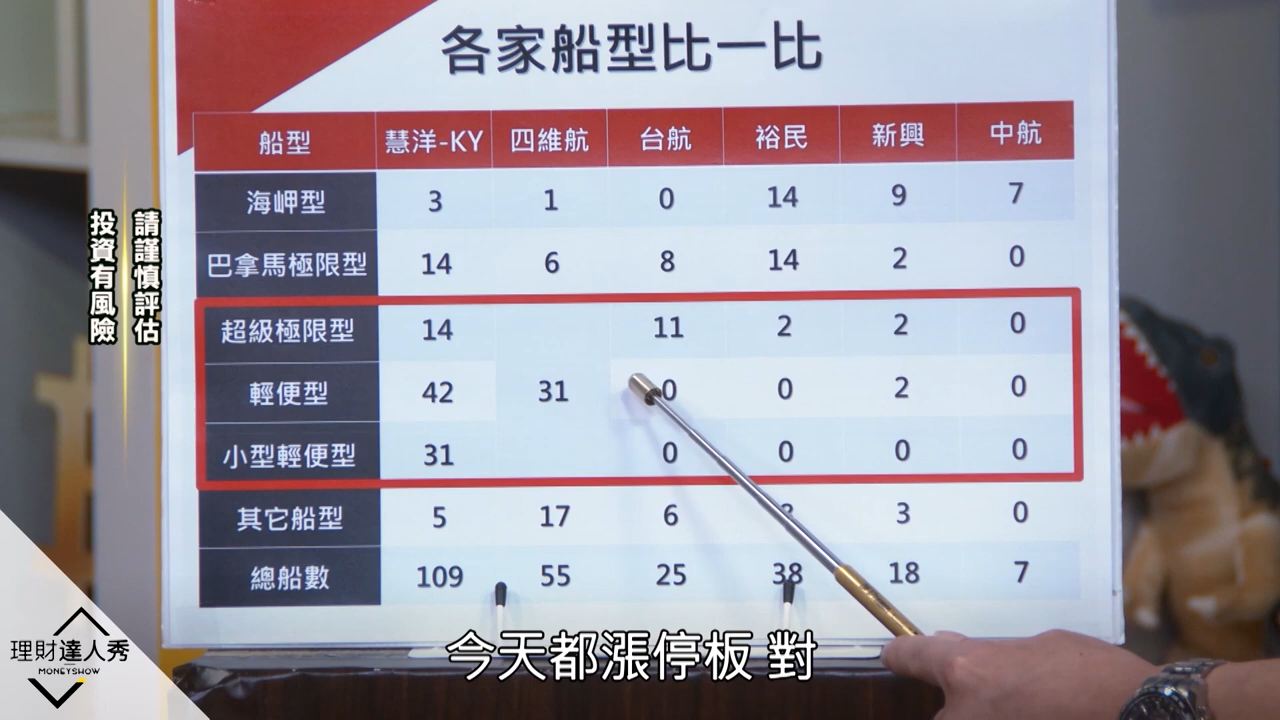 各家船型比一比
船型 慧洋-KY 四維航 台航 裕民 新興 中航
海岬型 3 1 0 14 9 7
巴拿馬極限型 14 6 8 14 2 0
超級極限型 14 11 2 2 0
輕便型 42 31 0 0 2 0
小型輕便型 31 0 0 0 0
其它船型 5 17 6 3 0
總船數 109 55 25 38 18 7
請謹慎評估
投資有風險
理財達人秀
MONEYSHOW
今天都漲停板 對